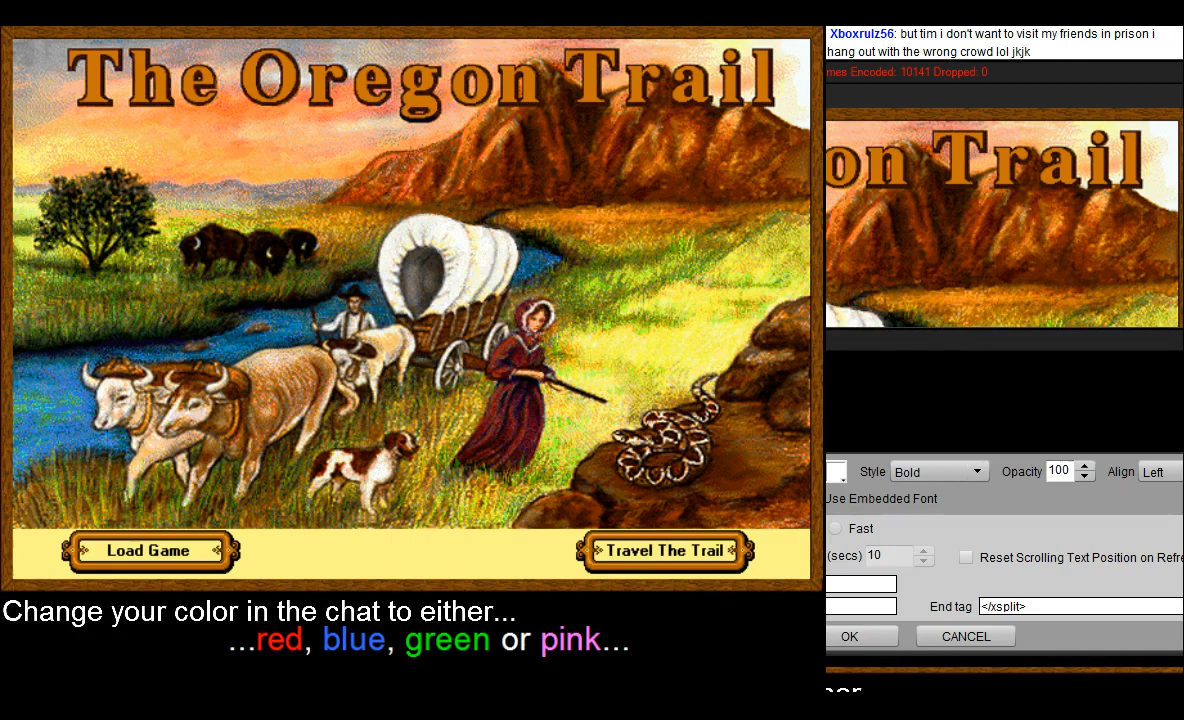 The Oregon Trail
Load Game
Travel The Trail
Change your color in the chat to either...
...red, blue, green or pink...
Xboxrulz56: but tim i don't want to visit my friends in prison i
hang out with the wrong crowd lol jkjk
mes Encoded: 10141 Dropped: 0
on Trail
Style Bold Opacity 100 Align Left
Use Embedded Font
Fast
(secs) 10 Reset Scrolling Text Position on Refre
End tag </xsplit>
OK CANCEL